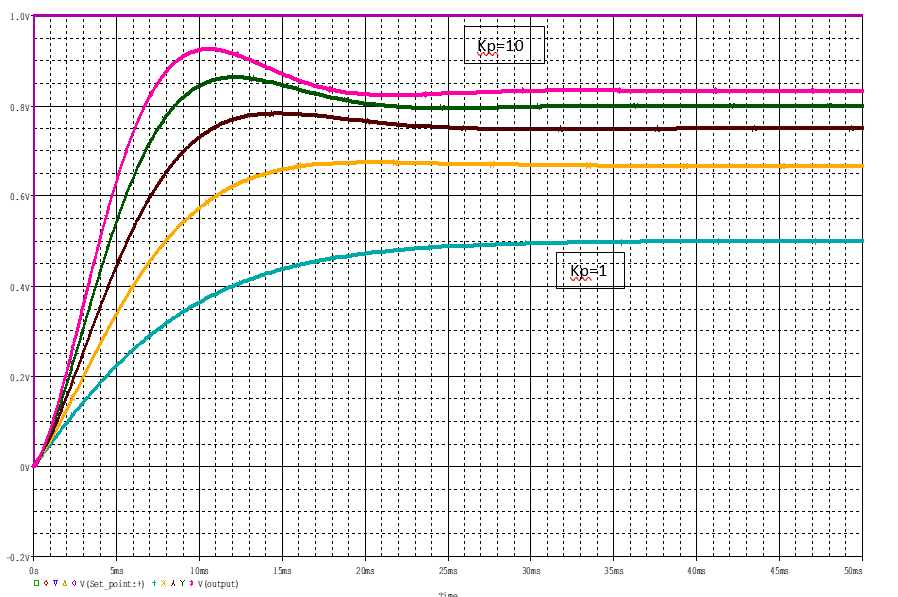 1.0V
Kp=10
0.8V
0.6V
0.4V
Kp=1
0.2V
0V
-0.2V
0s 5ms 10ms 15ms 20ms 25ms 30ms 35ms 40ms 45ms 50ms
V(Set_point:+) V(output)
Time